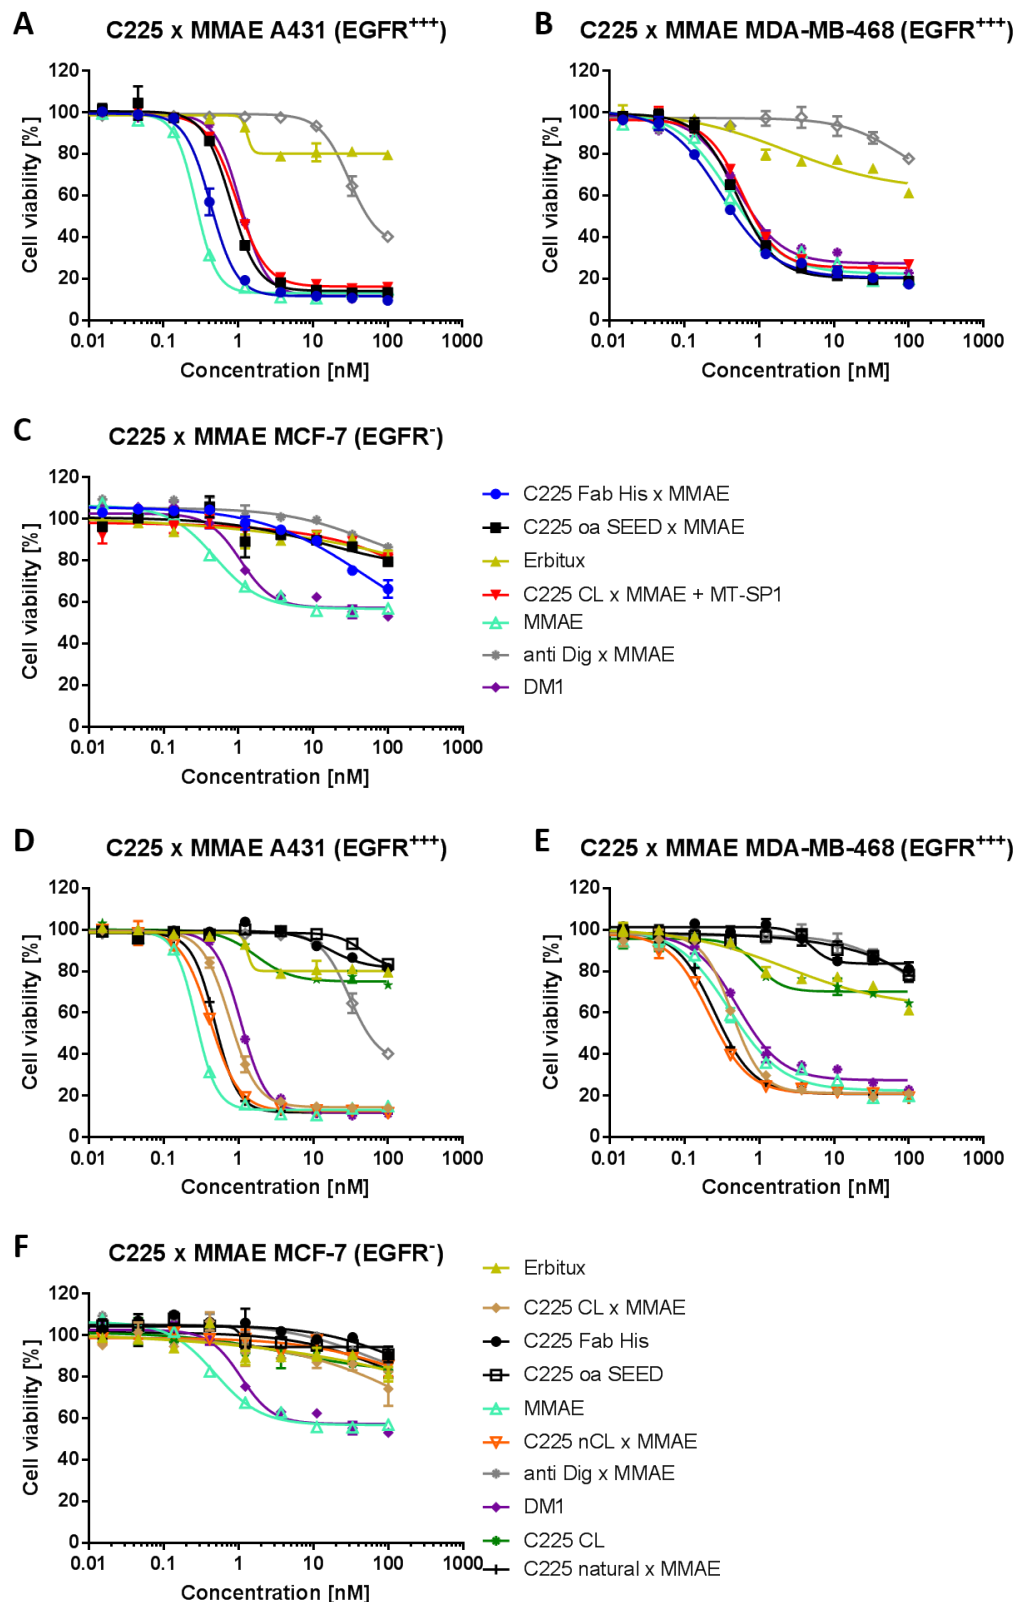 A
C225 x MMAE A431 (EGFR+++)
120
100
80
60
40
20
0
Cell viability [%]
0.01 0.1 1 10 100 1000
Concentration [nM]
B
C225 x MMAE MDA-MB-468 (EGFR+++)
120
100
80
60
40
20
0
Cell viability [%]
0.01 0.1 1 10 100 1000
Concentration [nM]
C
C225 x MMAE MCF-7 (EGFR-)
120
100
80
60
40
20
0
Cell viability [%]
0.01 0.1 1 10 100 1000
Concentration [nM]
C225 Fab His x MMAE
C225 oa SEED x MMAE
Erbitux
C225 CL x MMAE + MT-SP1
MMAE
anti Dig x MMAE
DM1
D
C225 x MMAE A431 (EGFR+++)
120
100
80
60
40
20
0
Cell viability [%]
0.01 0.1 1 10 100 1000
Concentration [nM]
E
C225 x MMAE MDA-MB-468 (EGFR+++)
120
100
80
60
40
20
0
Cell viability [%]
0.01 0.1 1 10 100 1000
Concentration [nM]
F
C225 x MMAE MCF-7 (EGFR-)
120
100
80
60
40
20
0
Cell viability [%]
0.01 0.1 1 10 100 1000
Concentration [nM]
Erbitux
C225 CL x MMAE
C225 Fab His
C225 oa SEED
MMAE
C225 nCL x MMAE
anti Dig x MMAE
DM1
C225 CL
C225 natural x MMAE